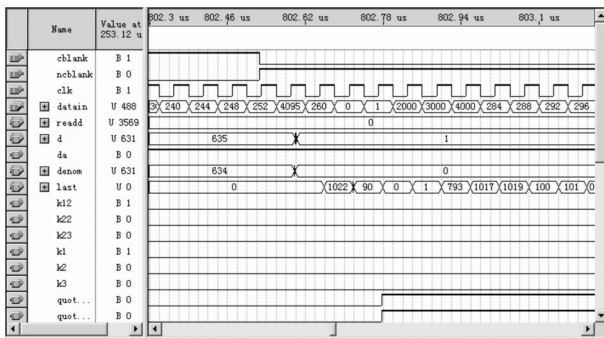 Name Value at 253.12 u 802.3 us 802.46 us 802.62 us 802.78 us 802.94 us 803.1 us
cblank B 1
ncblank B 0
clk B 1
datain U 488 240 244 248 252 4095 260 0 1 2000 3000 4000 284 288 292 296
readd U 3569 0
d U 631 635 1
da B 0
denom U 631 634 0
last U 0 0 1022 90 0 1 793 1017 1019 100 101 0
k12 B 1
k22 B 0
k23 B 0
k1 B 1
k2 B 0
k3 B 0
quot... B 0
quot... B 0